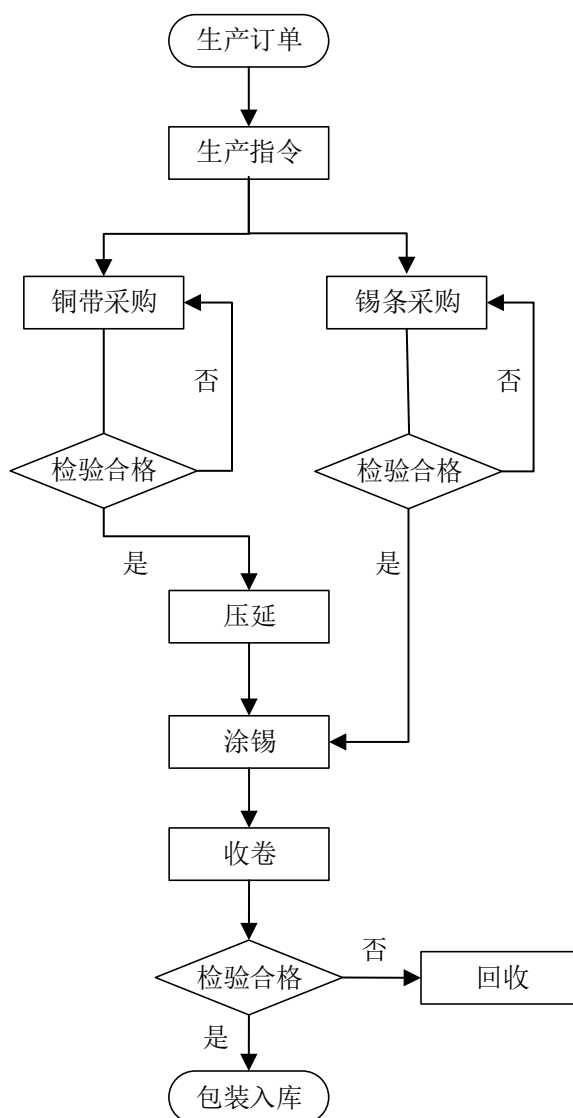 生产订单
生产指令
铜带采购
锡条采购
否
否
检验合格
检验合格
是
是
压延
涂锡
收卷
检验合格
否
回收
是
包装入库